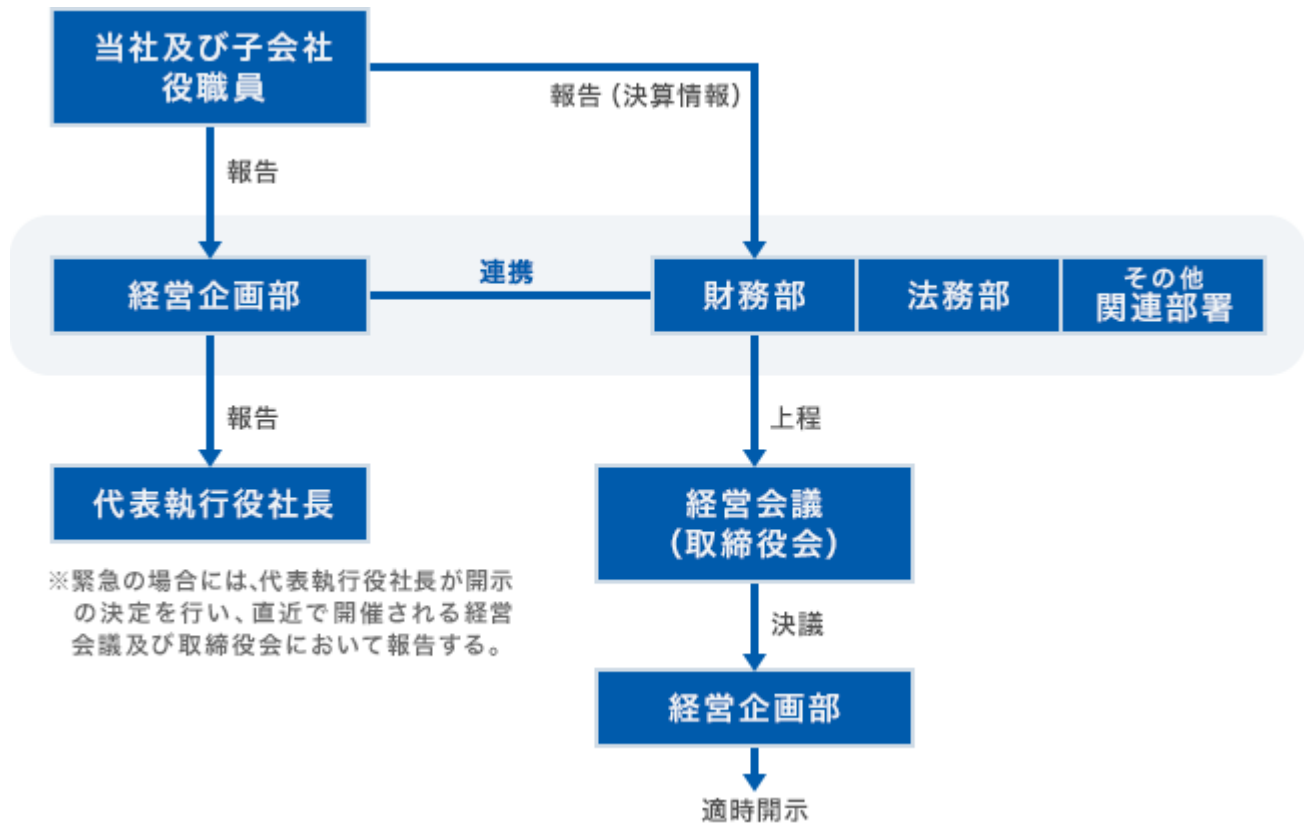 当社及び子会社
役職員
報告（決算情報）
報告
経営企画部
連携
財務部
法務部
その他
関連部署
報告
上程
代表執行役社長
経営会議
（取締役会）
※緊急の場合には、代表執行役社長が開示
の決定を行い、直近で開催される経営
会議及び取締役会において報告する。
決議
経営企画部
適時開示